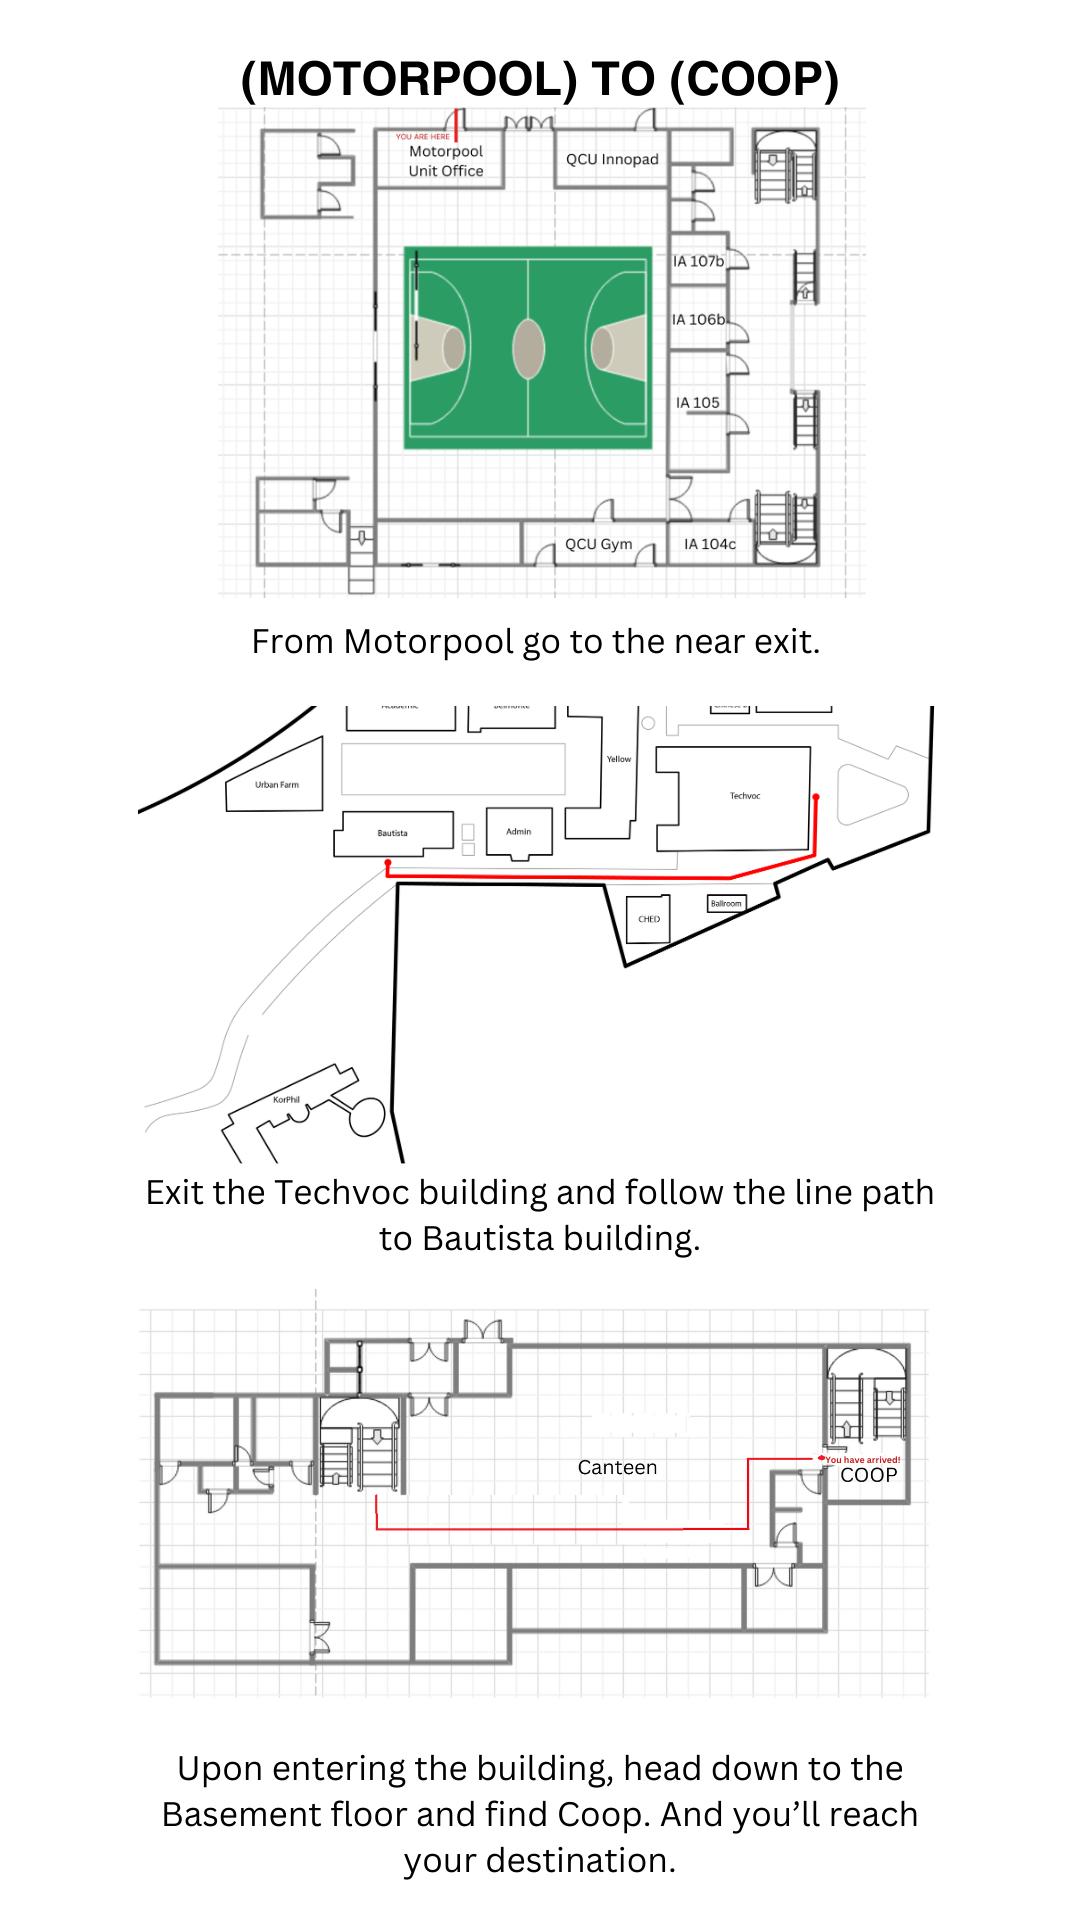 (MOTORPOOL) TO (COOP)
YOU ARE HERE
Motorpool
Unit Office
QCU Innopad
IA 107b
IA 106b
IA 105
QCU Gym
IA 104c
From Motorpool go to the near exit.
Academic
Belmonte
Yellow
Urban Farm
Techvoc
Bautista
Admin
CHED
Ballroom
KorPhil
Exit the Techvoc building and follow the line path
to Bautista building.
Canteen
You have arrived!
COOP
Upon entering the building, head down to the
Basement floor and find Coop. And you’ll reach
your destination.